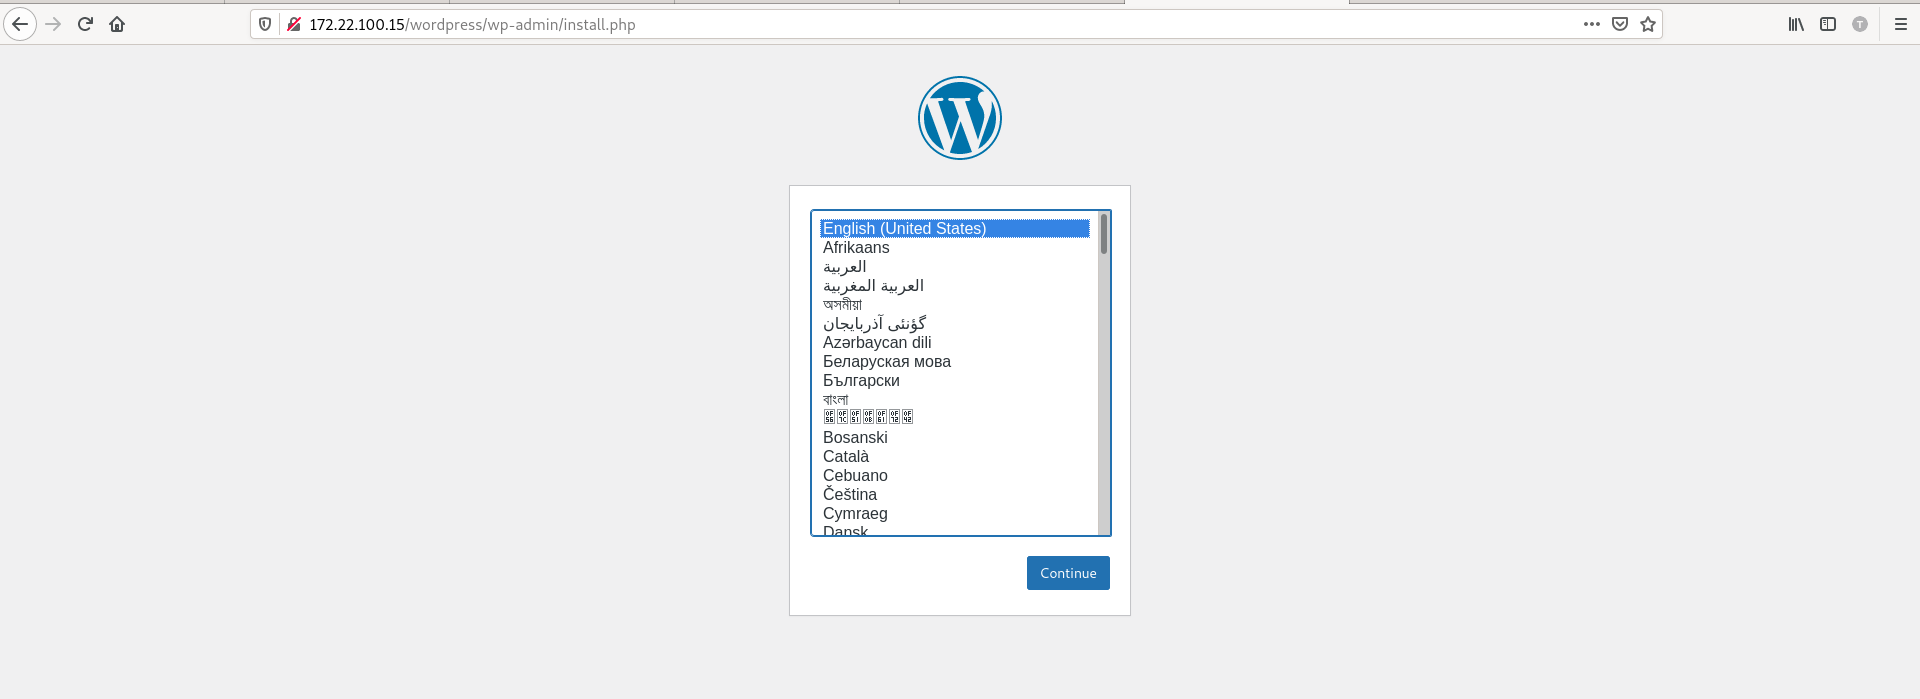 172.22.100.15/wordpress/wp-admin/install.php
T
English (United States)
Afrikaans
العربية
العربية المغربية
অসমীয়া
گؤنئی آذربایجان
Azərbaycan dili
Беларуская мова
Български
বাংলা
Bosanski
Català
Cebuano
Čeština
Cymraeg
Dansk
Continue